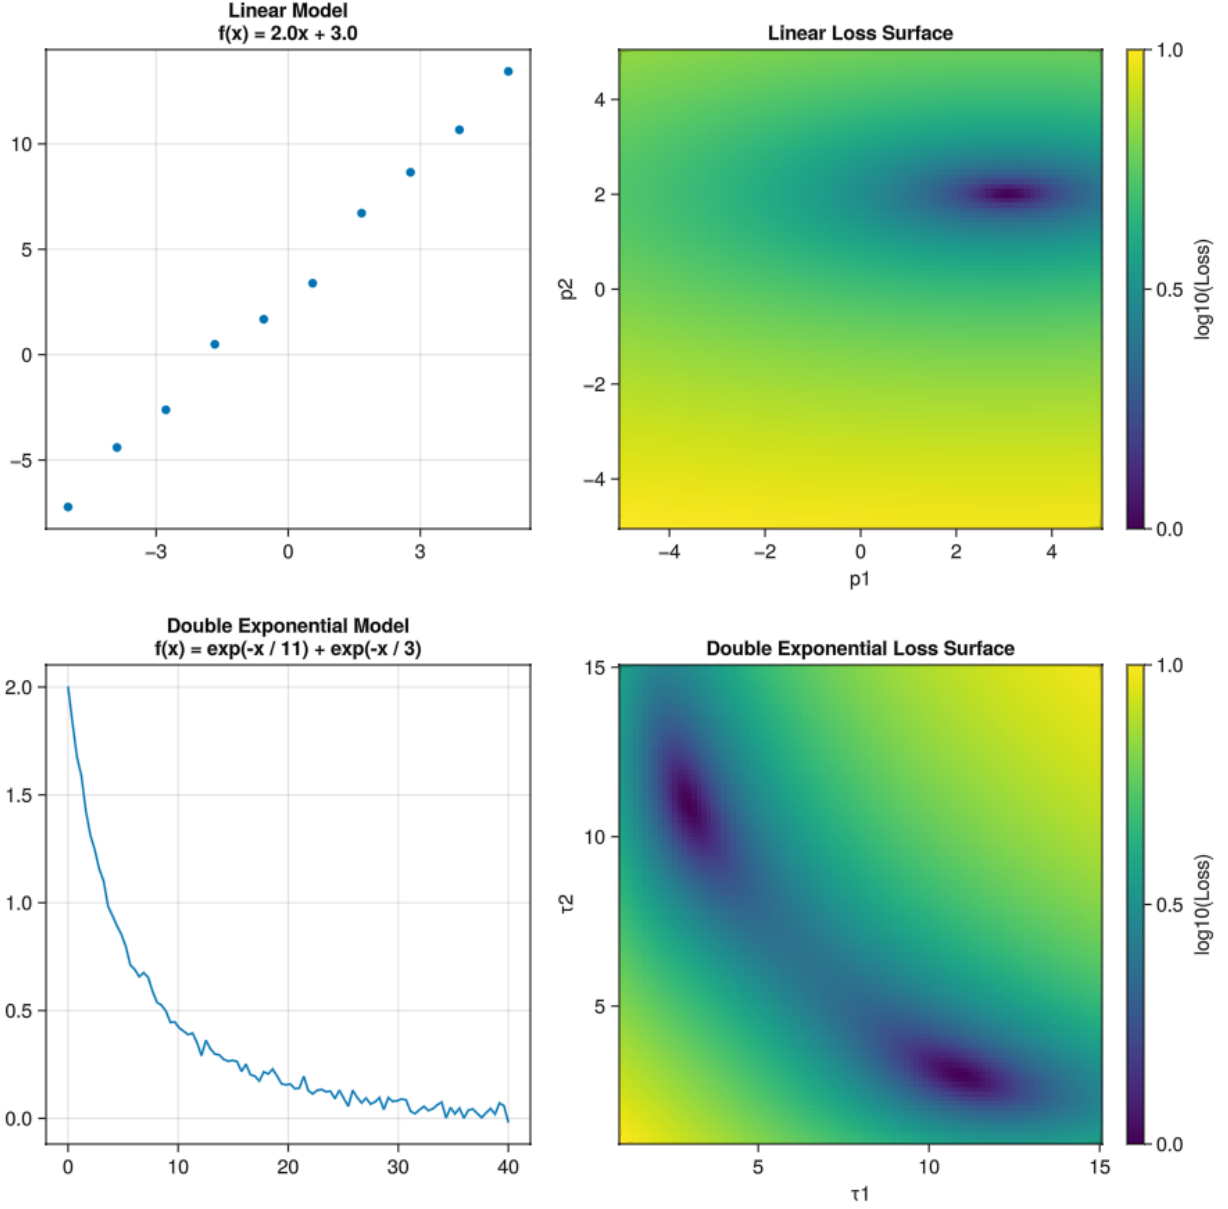 Linear Model
f(x) = 2.0x + 3.0
10
5
0
−5
−3 0 3
Linear Loss Surface
4
2
0
−2
−4
p2
−4 −2 0 2 4
p1
1.0
0.5
0.0
log10(Loss)
Double Exponential Model
f(x) = exp(-x / 11) + exp(-x / 3)
2.0
1.5
1.0
0.5
0.0
0 10 20 30 40
Double Exponential Loss Surface
15
10
5
τ2
5 10 15
τ1
1.0
0.5
0.0
log10(Loss)